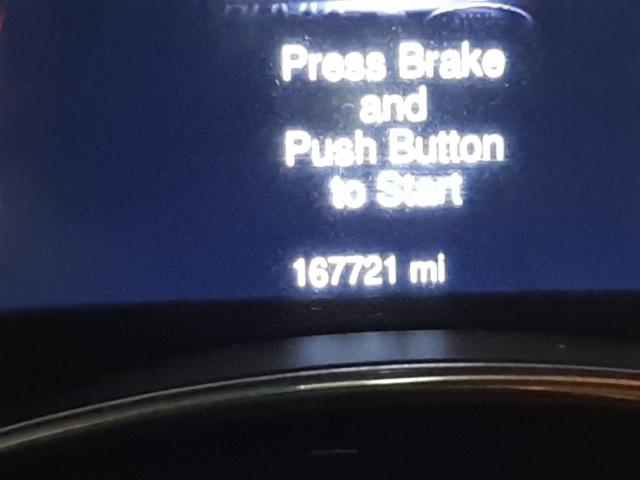 Press Brake
and
Push Button
to Start
167721 mi